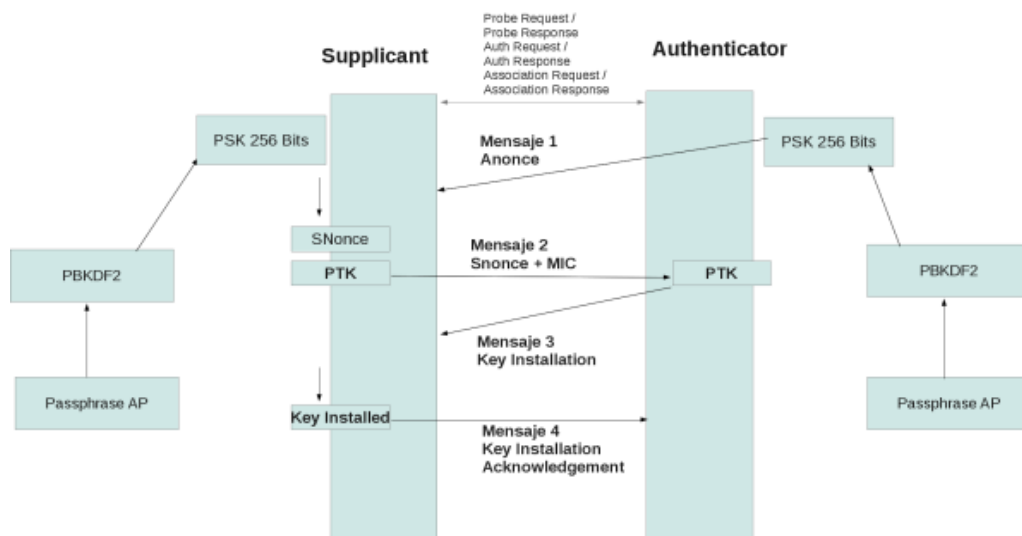 Probe Request /
Probe Response
Auth Request /
Auth Response
Association Request /
Association Response
Supplicant
Authenticator
PSK 256 Bits
Mensaje 1
Anonce
PSK 256 Bits
SNonce
Mensaje 2
Snonce + MIC
PBKDF2
PTK
PTK
PBKDF2
Mensaje 3
Key Installation
Passphrase AP
Key Installed
Passphrase AP
Mensaje 4
Key Installation
Acknowledgement